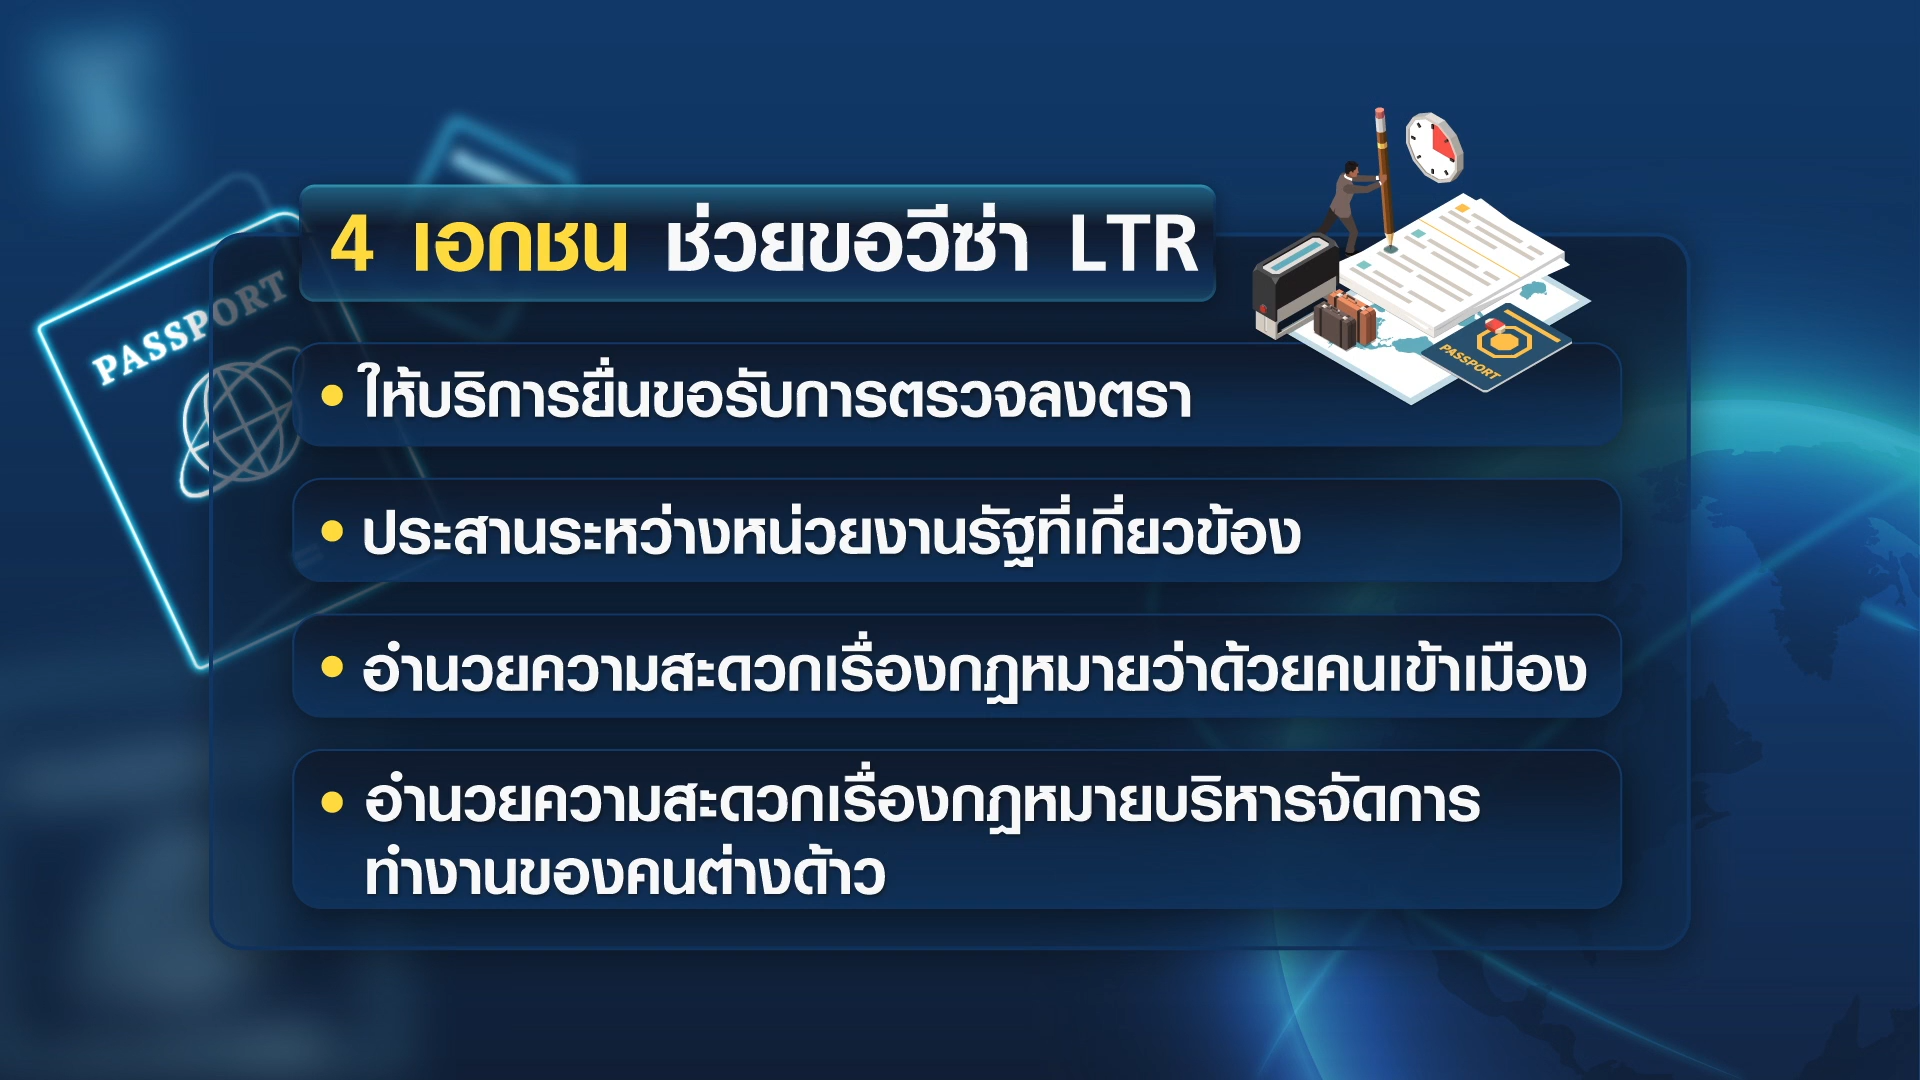 4 เอกชน ช่วยขอวีซ่า LTR
PASSPORT
• ให้บริการยื่นขอรับการตรวจลงตรา
PASSPORT
• ประสานระหว่างหน่วยงานรัฐที่เกี่ยวข้อง
• อำนวยความสะดวกเรื่องกฎหมายว่าด้วยคนเข้าเมือง
• อำนวยความสะดวกเรื่องกฎหมายบริหารจัดการ
ทำงานของคนต่างด้าว